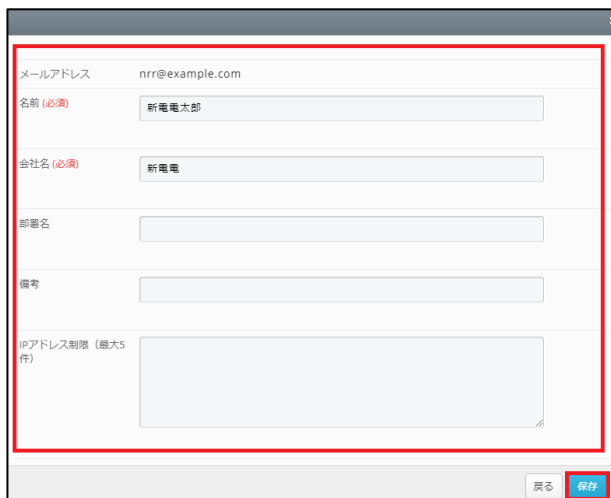 メールアドレス nrr@example.com
名前 (必須) 新電電太郎
会社名 (必須) 新電電
部署名
備考
IPアドレス制限（最大5
件）
戻る 保存